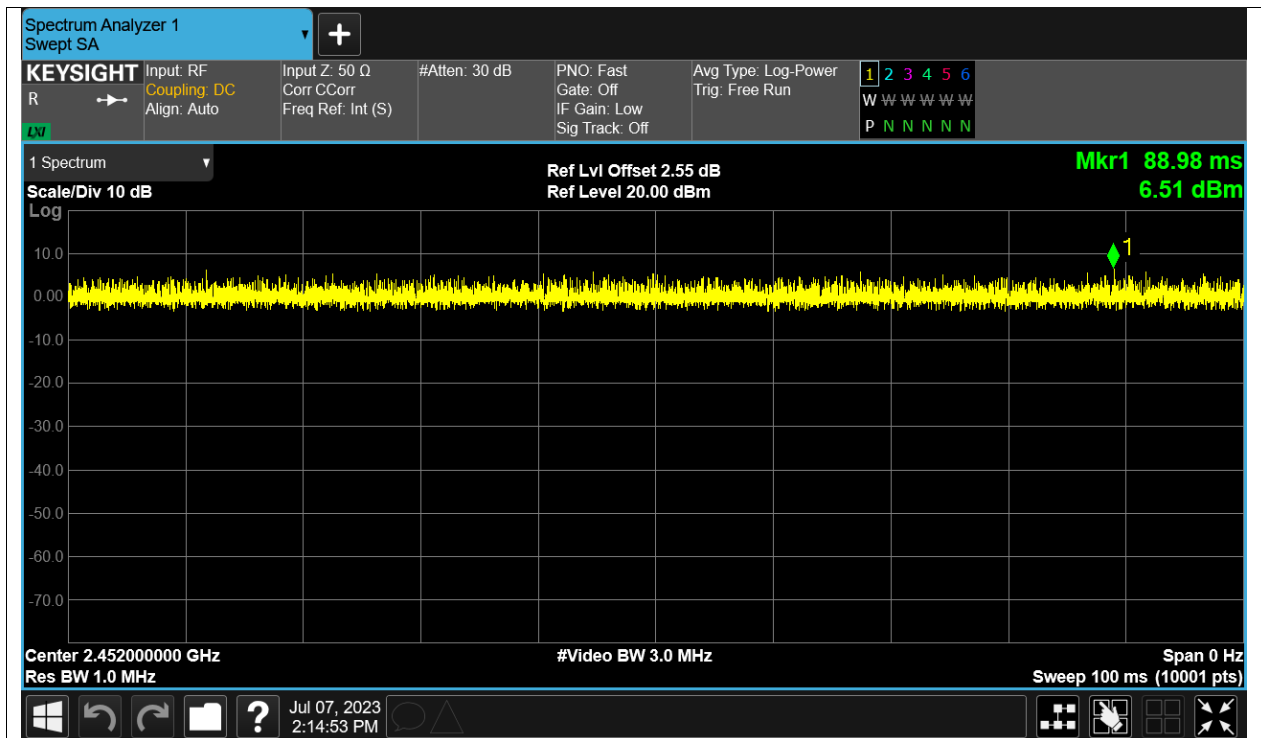 Spectrum Analyzer 1
Swept SA
+
KEYSIGHT
R
LXI
Input: RF
Coupling: DC
Align: Auto
Input Z: 50 Ω
Corr CCorr
Freq Ref: Int (S)
#Atten: 30 dB
PNO: Fast
Gate: Off
IF Gain: Low
Sig Track: Off
Avg Type: Log-Power
Trig: Free Run
1 2 3 4 5 6
W W W W W W
P N N N N N
1 Spectrum
Scale/Div 10 dB
Ref Lvl Offset 2.55 dB
Ref Level 20.00 dBm
Mkr1 88.98 ms
6.51 dBm
Log
1
10.0
0.00
-10.0
-20.0
-30.0
-40.0
-50.0
-60.0
-70.0
Center 2.452000000 GHz
#Video BW 3.0 MHz
Span 0 Hz
Res BW 1.0 MHz
Sweep 100 ms (10001 pts)
?
Jul 07, 2023
2:14:53 PM